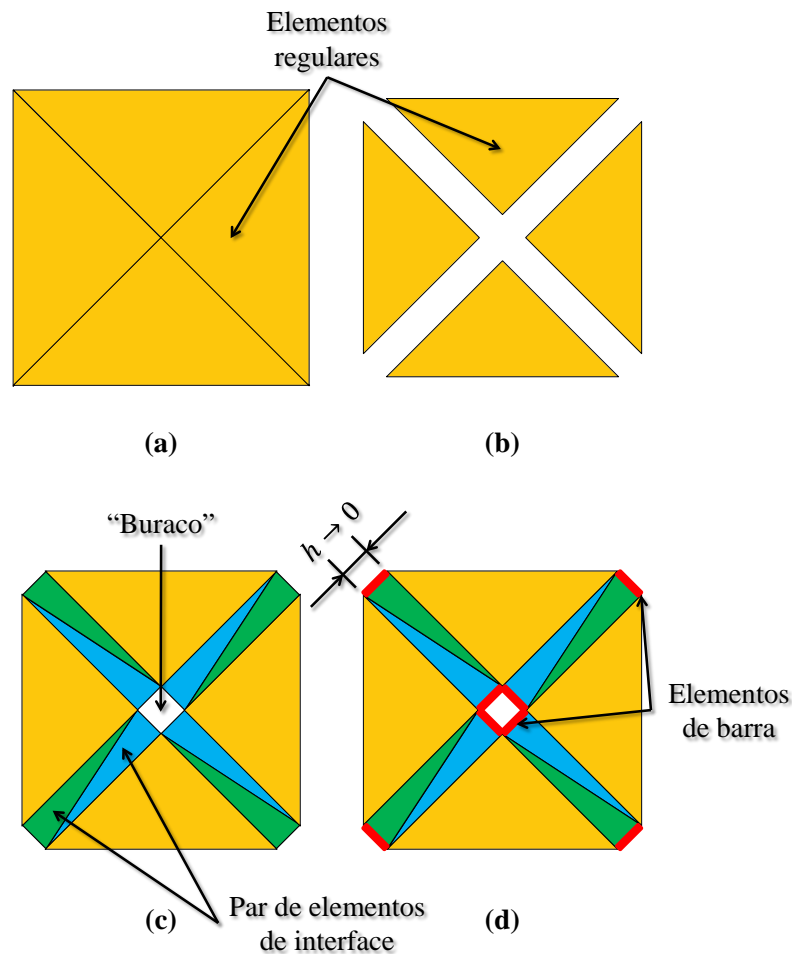 Elementos
regulares
(a)
(b)
“Buraco”
h → 0
Elementos
de barra
Par de elementos
de interface
(c)
(d)